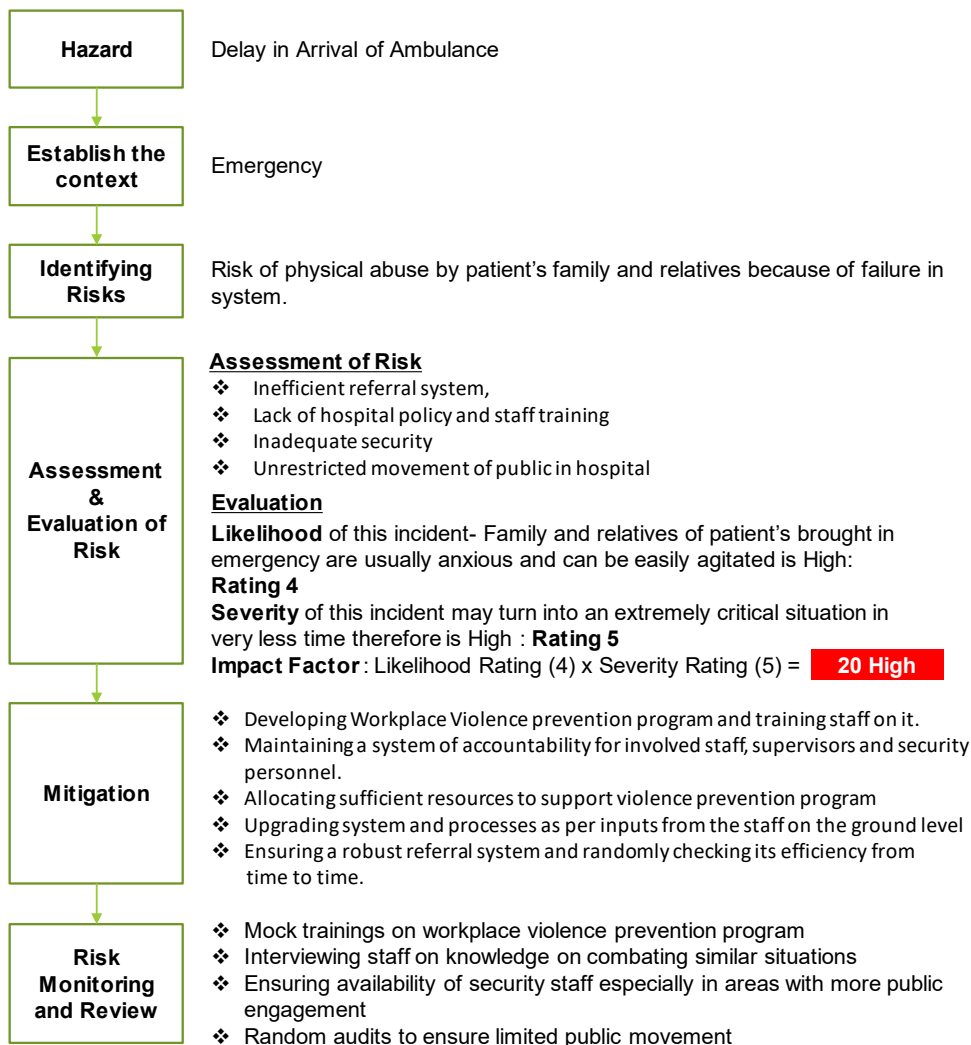 Hazard
Delay in Arrival of Ambulance
Establish the
context
Emergency
Identifying
Risks
Risk of physical abuse by patient's family and relatives because of failure in
system.
Assessment
&
Evaluation of
Risk
Assessment of Risk
❖ Inefficient referral system,
❖ Lack of hospital policy and staff training
❖ Inadequate security
❖ Unrestricted movement of public in hospital
Evaluation
Likelihood of this incident- Family and relatives of patient's brought in
emergency are usually anxious and can be easily agitated is High:
Rating 4
Severity of this incident may turn into an extremely critical situation in
very less time therefore is High : Rating 5
Impact Factor: Likelihood Rating (4) x Severity Rating (5) = 20 High
Mitigation
❖ Developing Workplace Violence prevention program and training staff on it.
❖ Maintaining a system of accountability for involved staff, supervisors and security
personnel.
❖ Allocating sufficient resources to support violence prevention program
❖ Upgrading system and processes as per inputs from the staff on the ground level
❖ Ensuring a robust referral system and randomly checking its efficiency from
time to time.
Risk
Monitoring
and Review
❖ Mock trainings on workplace violence prevention program
❖ Interviewing staff on knowledge on combating similar situations
❖ Ensuring availability of security staff especially in areas with more public
engagement
❖ Random audits to ensure limited public movement